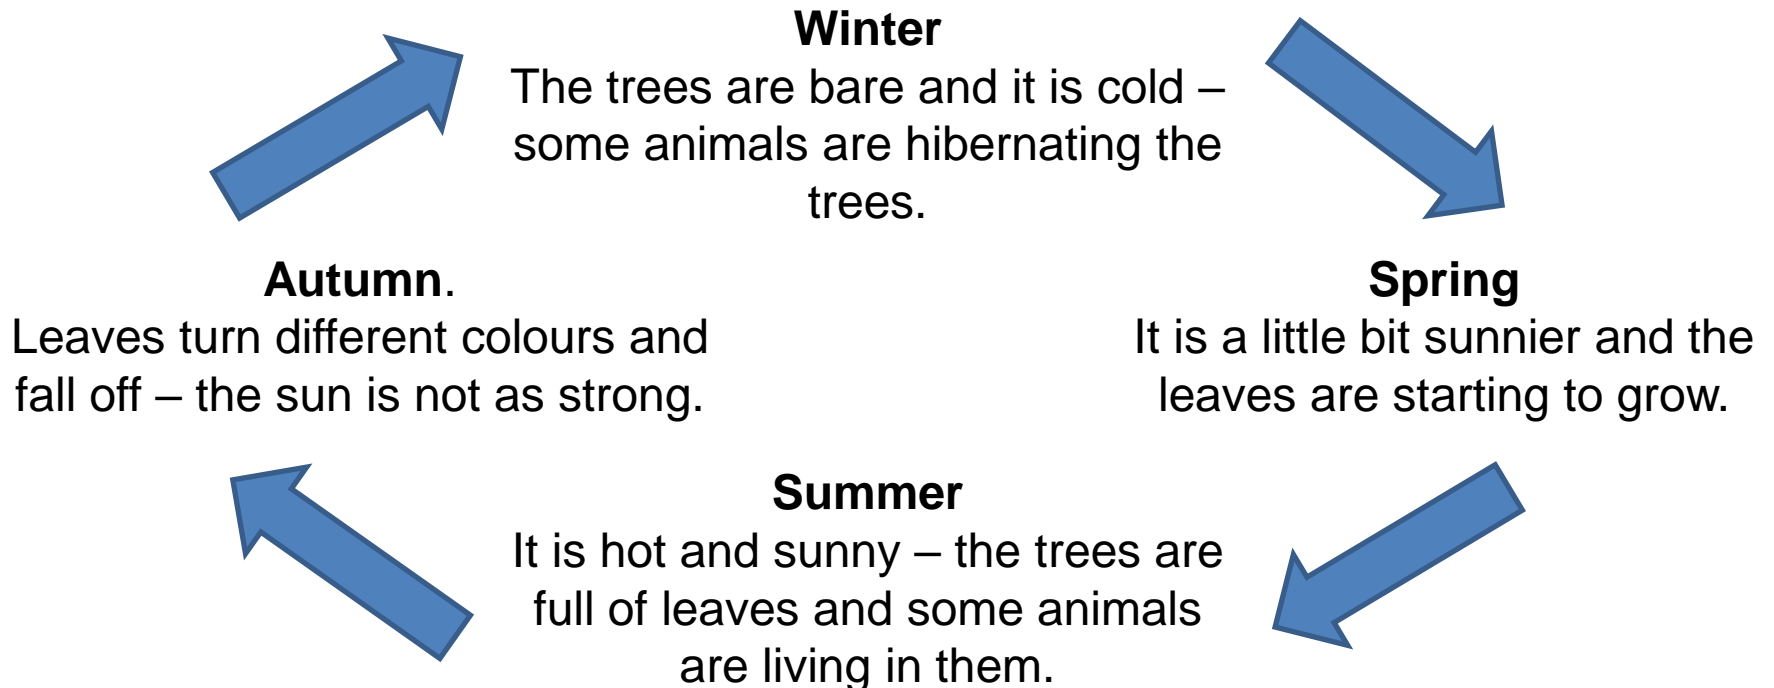 Winter
The trees are bare and it is cold –
some animals are hibernating the
trees.
Spring
It is a little bit sunnier and the
leaves are starting to grow.
Summer
It is hot and sunny – the trees are
full of leaves and some animals
are living in them.
Autumn.
Leaves turn different colours and
fall off – the sun is not as strong.